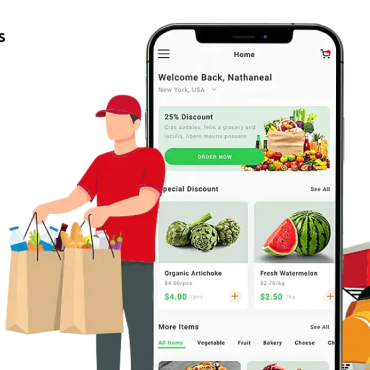 s
Home
Welcome Back, Nathaneal
New York, USA
25% Discount
Cras sodales, felis a grocery and
iaculis, libero mauris posuere
ORDER NOW
Special Discount
See All
Organic Artichoke
$4.50/pcs
$4.00 /pcs
+
Fresh Watermelon
$2.70/kg
$2.50 /kg
+
More Items
See All
All Items Vegetable Fruit Bakery Cheese Ch